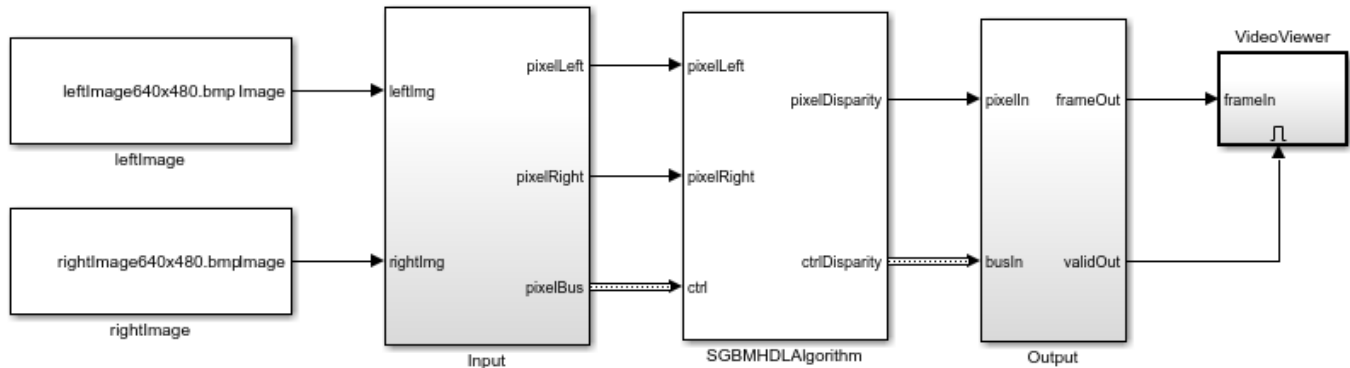 leftImage640x480.bmp Image
leftImage
rightImage640x480.bmpImage
rightImage
leftImg
rightImg
pixelLeft
pixelRight
pixelBus
Input
pixelLeft
pixelRight
ctrl
pixelDisparity
ctrlDisparity
SGBMHDLAlgorithm
pixelIn
busIn
frameOut
validOut
Output
VideoViewer
frameIn